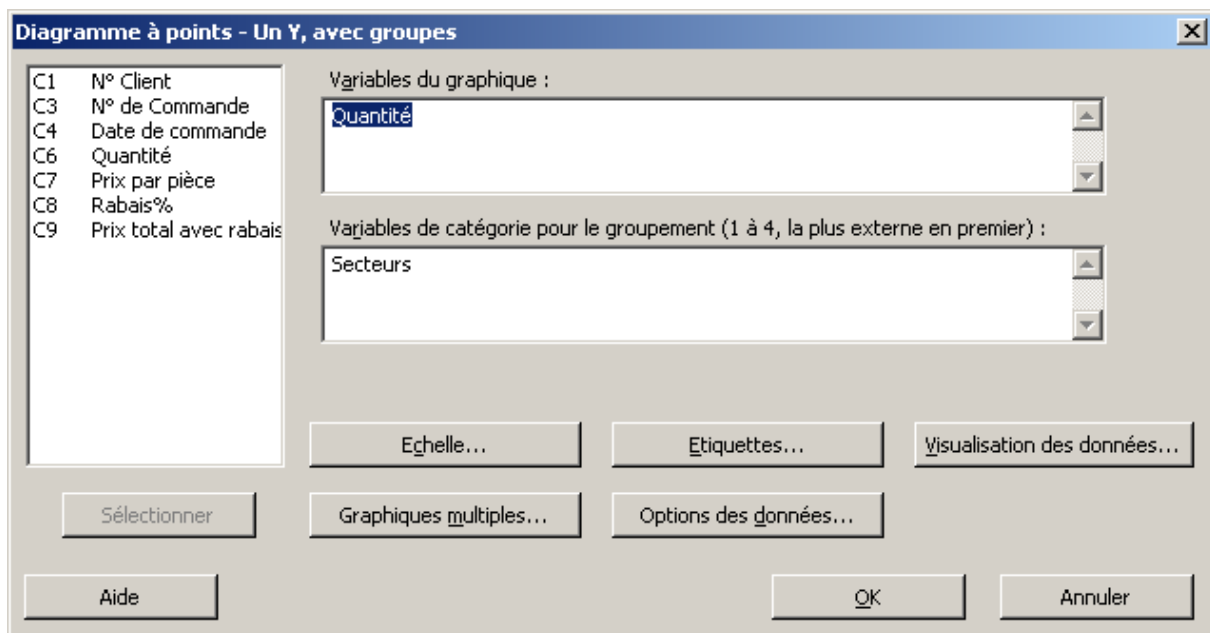 Diagramme à points - Un Y, avec groupes
C1 N° Client
C3 N° de Commande
C4 Date de commande
C6 Quantité
C7 Prix par pièce
C8 Rabais%
C9 Prix total avec rabais
Variables du graphique :
Quantité
Variables de catégorie pour le groupement (1 à 4, la plus externe en premier) :
Secteurs
Echelle...
Etiquettes...
Visualisation des données...
Sélectionner
Graphiques multiples...
Options des données...
Aide
OK
Annuler